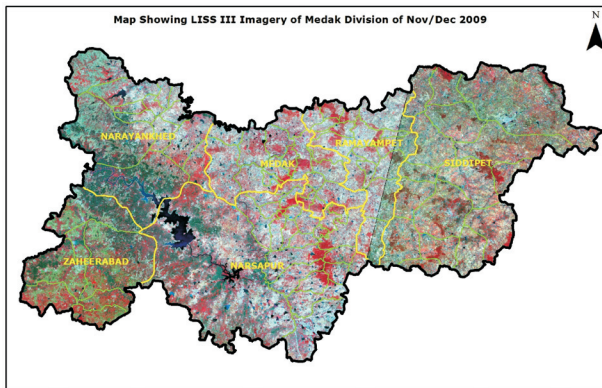 Map Showing LISS III Imagery of Medak Division of Nov/Dec 2009
N
NARAYANKHED
MEDAK
RAMAYAMPET
SIDDIPET
ZAHEERABAD
NARSAPUR